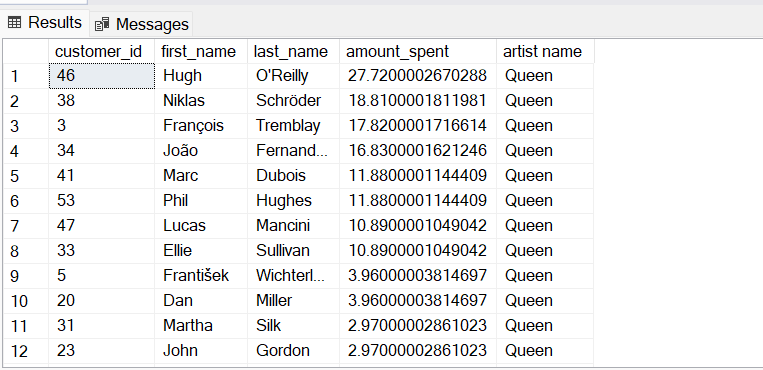 Results Messages
customer_id first_name last_name amount_spent artist name
1 46 Hugh O'Reilly 27.7200002670288 Queen
2 38 Niklas Schröder 18.8100001811981 Queen
3 3 François Tremblay 17.8200001716614 Queen
4 34 João Fernand... 16.8300001621246 Queen
5 41 Marc Dubois 11.8800001144409 Queen
6 53 Phil Hughes 11.8800001144409 Queen
7 47 Lucas Mancini 10.8900001049042 Queen
8 33 Ellie Sullivan 10.8900001049042 Queen
9 5 František Wichterl... 3.96000003814697 Queen
10 20 Dan Miller 3.96000003814697 Queen
11 31 Martha Silk 2.97000002861023 Queen
12 23 John Gordon 2.97000002861023 Queen